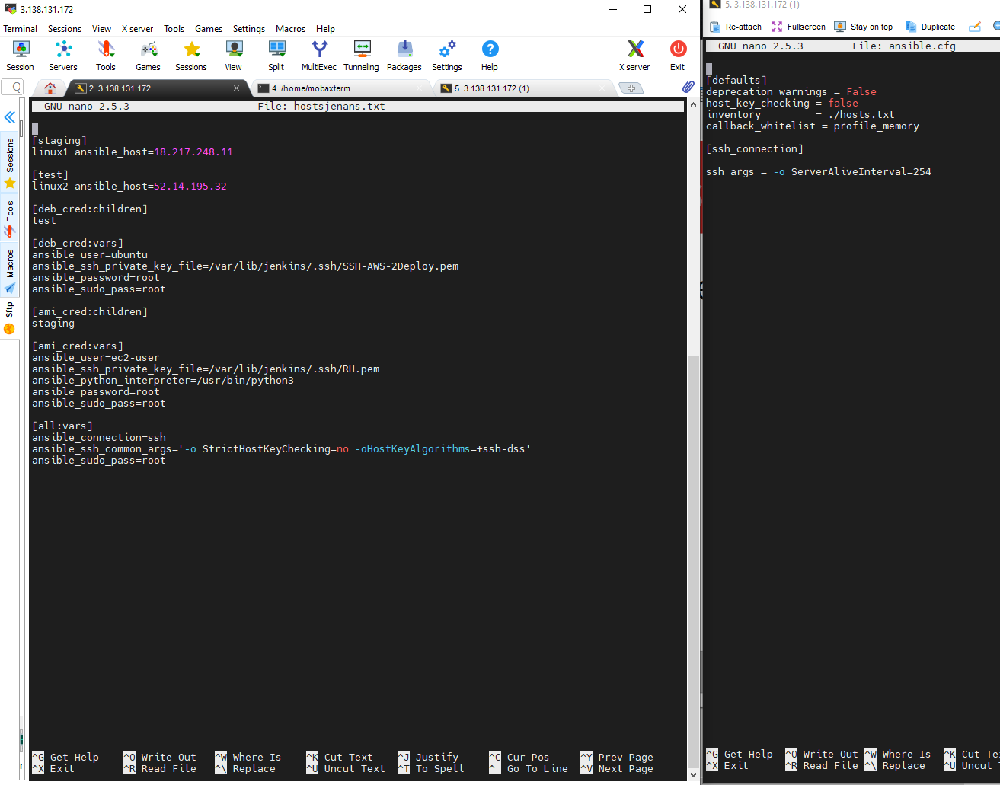 3.138.131.172
Terminal Sessions View X server Tools Games Settings Macros Help
Session Servers Tools Games Sessions View Split MultiExec Tunneling Packages Settings Help X server Exit
2. 3.138.131.172
4. /home/mobaxterm
5. 3.138.131.172 (1)
Sessions
Tools
Macros
Sftp
GNU nano 2.5.3 File: hostsjenans.txt
[staging]
linux1 ansible_host=18.217.248.11
[test]
linux2 ansible_host=52.14.195.32
[deb_cred:children]
test
[deb_cred:vars]
ansible_user=ubuntu
ansible_ssh_private_key_file=/var/lib/jenkins/.ssh/SSH-AWS-2Deploy.pem
ansible_password=root
ansible_sudo_pass=root
[ami_cred:children]
staging
[ami_cred:vars]
ansible_user=ec2-user
ansible_ssh_private_key_file=/var/lib/jenkins/.ssh/RH.pem
ansible_python_interpreter=/usr/bin/python3
ansible_password=root
ansible_sudo_pass=root
[all:vars]
ansible_connection=ssh
ansible_ssh_common_args='-o StrictHostKeyChecking=no -oHostKeyAlgorithms=+ssh-dss'
ansible_sudo_pass=root
^G Get Help ^O Write Out ^W Where Is ^K Cut Text ^J Justify ^C Cur Pos ^Y Prev Page
^X Exit ^R Read File ^\ Replace ^U Uncut Text ^T To Spell ^_ Go To Line ^V Next Page
5. 3.138.131.172 (1)
Re-attach Fullscreen Stay on top Duplicate
GNU nano 2.5.3 File: ansible.cfg
[defaults]
deprecation_warnings = False
host_key_checking = false
inventory = ./hosts.txt
callback_whitelist = profile_memory
[ssh_connection]
ssh_args = -o ServerAliveInterval=254
^G Get Help ^O Write Out ^W Where Is ^K Cut
^X Exit ^R Read File ^\ Replace ^U Uncut